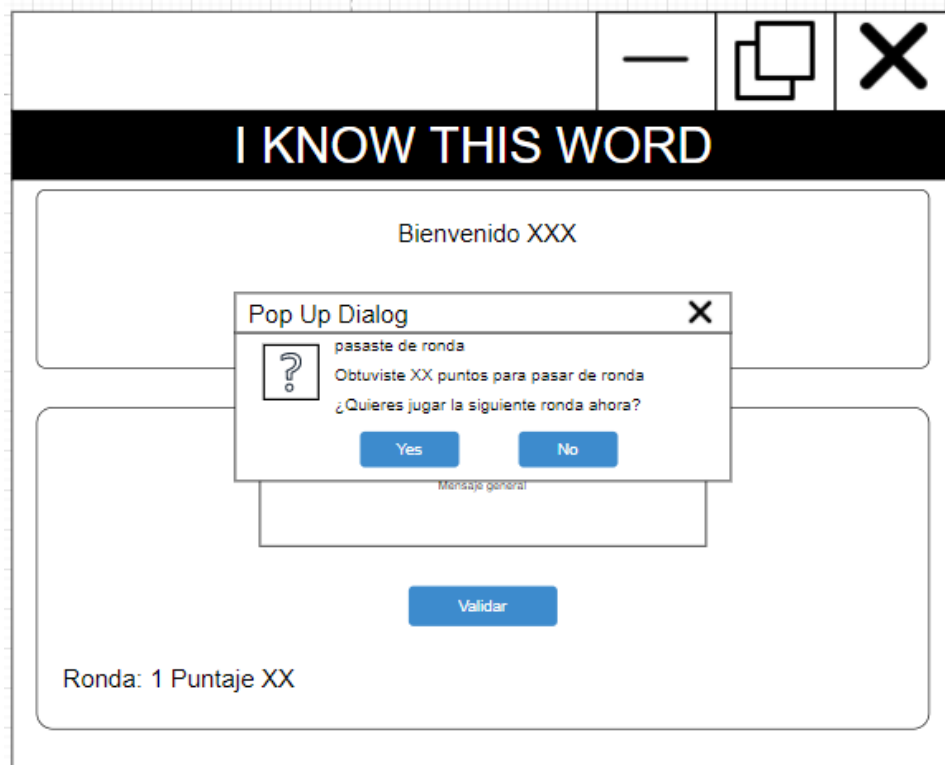 I KNOW THIS WORD
Bienvenido XXX
Pop Up Dialog
?
pasaste de ronda
Obtuviste XX puntos para pasar de ronda
¿Quieres jugar la siguiente ronda ahora?
Yes No
Mensaje general
Validar
Ronda: 1 Puntaje XX